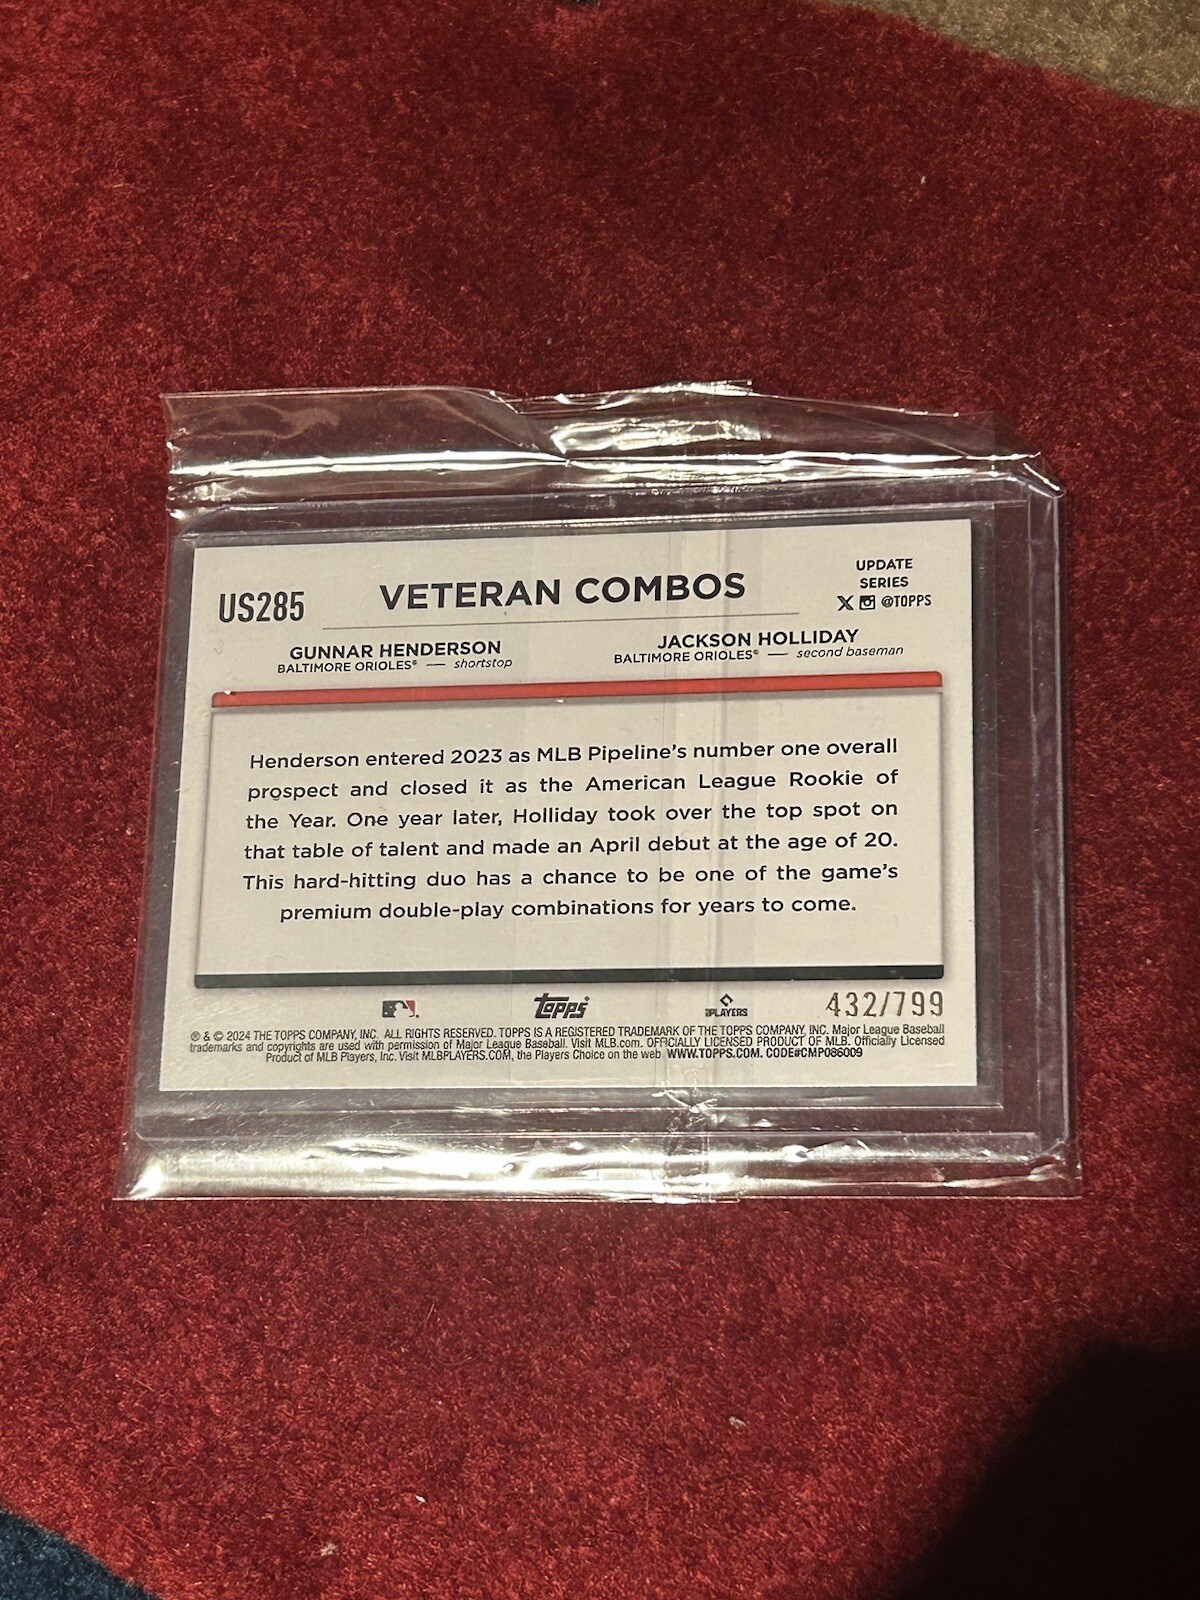 US285
VETERAN COMBOS
UPDATE
SERIES
@TOPPS
GUNNAR HENDERSON
BALTIMORE ORIOLES® — shortstop
JACKSON HOLLIDAY
BALTIMORE ORIOLES® — second baseman
Henderson entered 2023 as MLB Pipeline's number one overall
prospect and closed it as the American League Rookie of
the Year. One year later, Holliday took over the top spot on
that table of talent and made an April debut at the age of 20.
This hard-hitting duo has a chance to be one of the game's
premium double-play combinations for years to come.
topps
PLAYERS
432/799
® & © 2024 THE TOPPS COMPANY, INC. ALL RIGHTS RESERVED. TOPPS IS A REGISTERED TRADEMARK OF THE TOPPS COMPANY, INC. Major League Baseball
trademarks and copyrights are used with permission of Major League Baseball. Visit MLB.com. OFFICIALLY LICENSED PRODUCT OF MLB. Officially Licensed
Product of MLB Players, Inc. Visit MLBPLAYERS.COM, the Players Choice on the web. WWW.TOPPS.COM. CODE#CMP086009